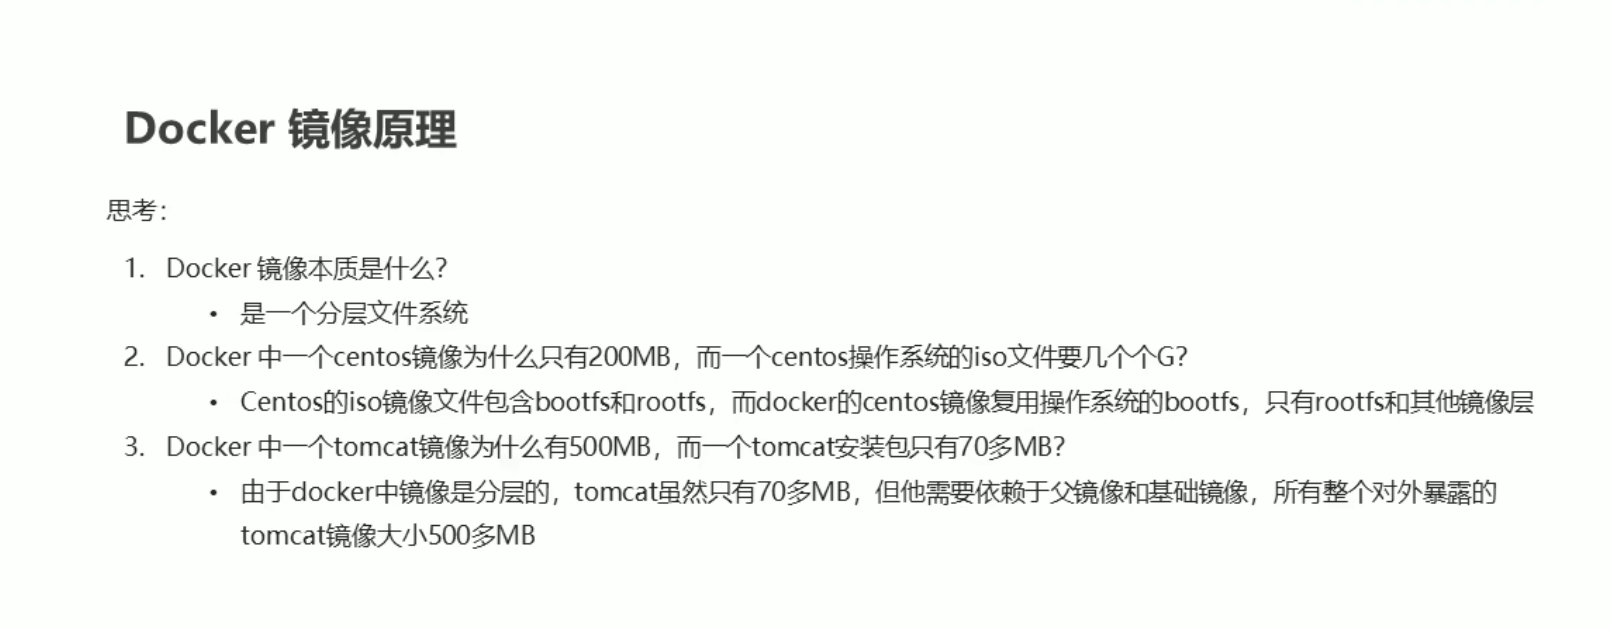 Docker 镜像原理
思考：
1. Docker 镜像本质是什么？
• 是一个分层文件系统
2. Docker 中一个centos镜像为什么只有200MB，而一个centos操作系统的iso文件要几个个G？
• Centos的iso镜像文件包含bootfs和rootfs，而docker的centos镜像复用操作系统的bootfs，只有rootfs和其他镜像层
3. Docker 中一个tomcat镜像为什么有500MB，而一个tomcat安装包只有70多MB？
• 由于docker中镜像是分层的，tomcat虽然只有70多MB，但他需要依赖于父镜像和基础镜像，所有整个对外暴露的
tomcat镜像大小500多MB